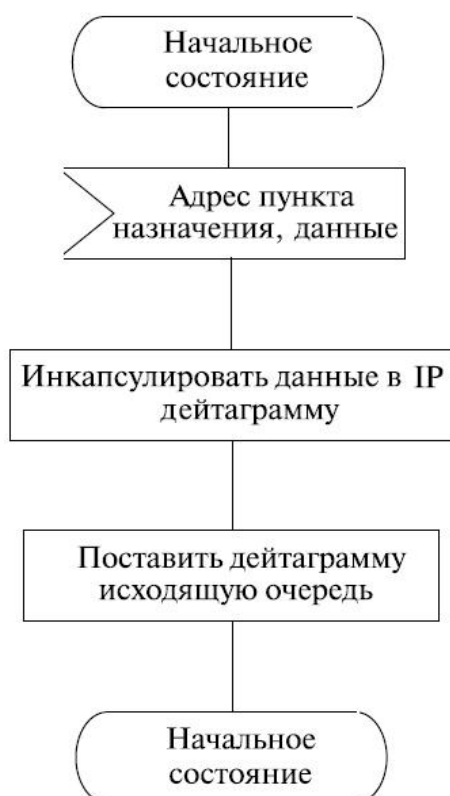 Начальное
состояние
Адрес пункта
назначения, данные
Инкапсулировать данные в IP
дейтаграмму
Поставить дейтаграмму
исходящую очередь
Начальное
состояние